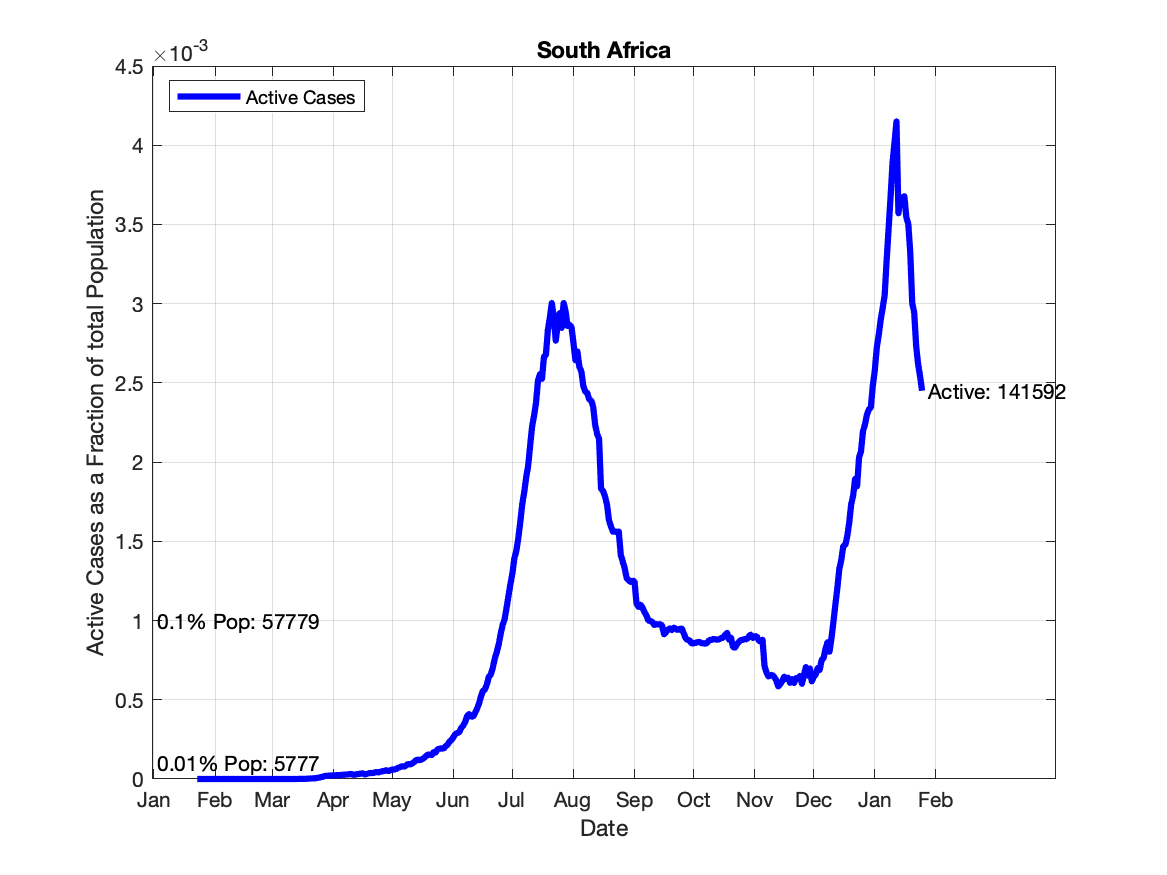 South Africa
×10-3
Active Cases
4.5
4
3.5
3
2.5
2
1.5
1
0.5
0
Active Cases as a Fraction of total Population
Active: 141592
0.1% Pop: 57779
0.01% Pop: 5777
Jan Feb Mar Apr May Jun Jul Aug Sep Oct Nov Dec Jan Feb
Date